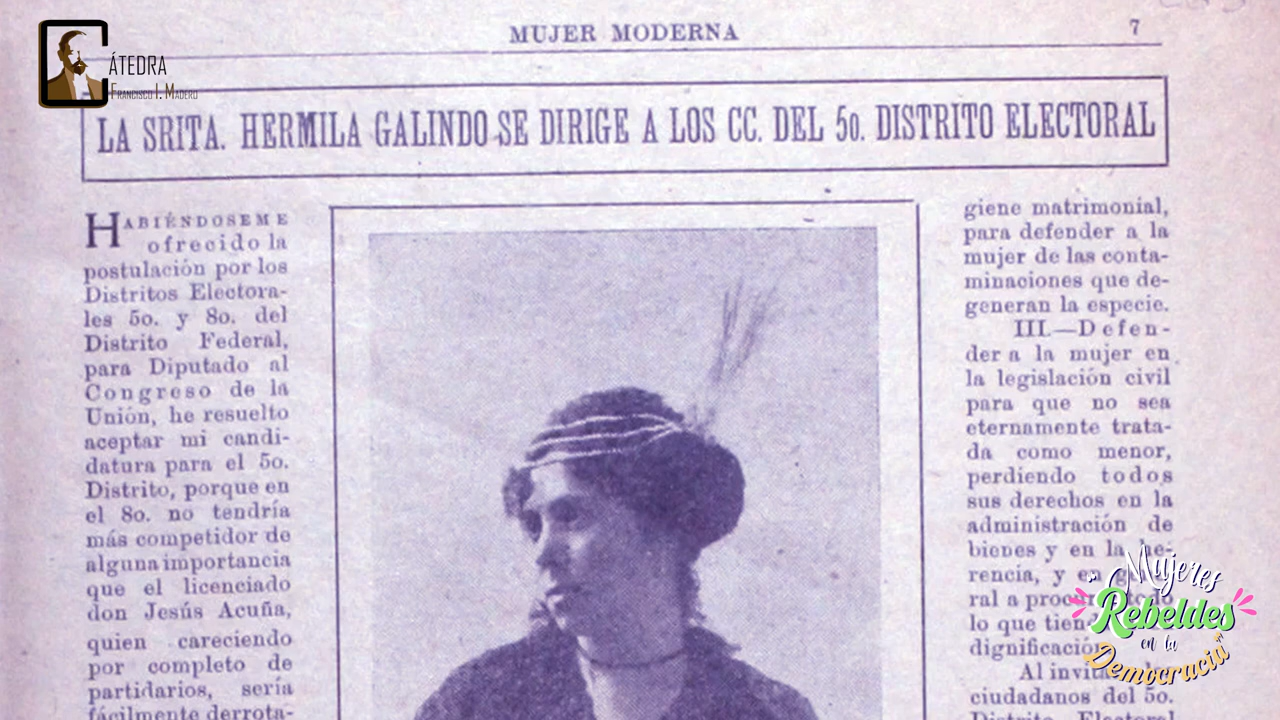 MUJER MODERNA
7
CÁTEDRA
FRANCISCO I. MADERO
LA SRITA. HERMILA GALINDO SE DIRIGE A LOS CC. DEL 5o. DISTRITO ELECTORAL
HABIÉNDOSEME
ofrecido la
postulación por los
Distritos Electora-
les 5o. y 8o. del
Distrito Federal,
para Diputado al
Congreso de la
Unión, he resuelto
aceptar mi candi-
datura para el 5o.
Distrito, porque en
el 8o. no tendría
más competidor de
alguna importancia
que el licenciado
don Jesús Acuña,
quien careciendo
por completo de
partidarios, sería
fácilmente derrota-
giene matrimonial,
para defender a la
mujer de las conta-
minaciones que de-
generan la especie.
III.—Defen-
der a la mujer en
la legislación civil
para que no sea
eternamente trata-
da como menor,
perdiendo todos
sus derechos en la
administración de
bienes y en la he-
rencia, y en
ral a todo
lo que
dignificación
Al
ciudadanos del 5o.
Distrito Electoral
"Mujeres
Rebeldes
en la
Democracia"